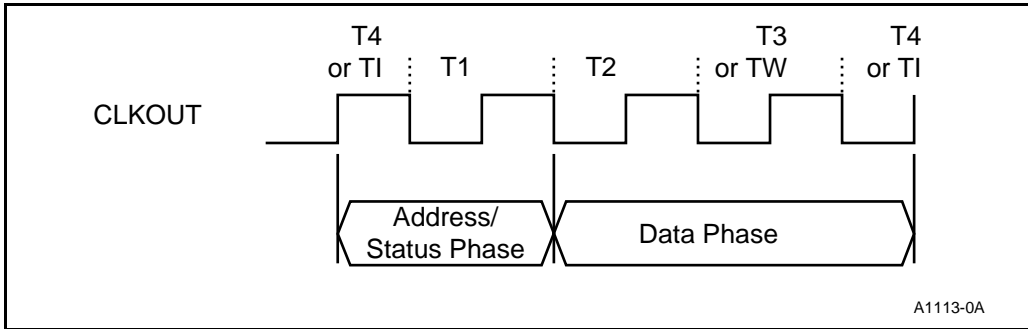 T4
or TI
T1
T2
T3
or TW
T4
or TI
CLKOUT
Address/
Status Phase
Data Phase
A1113-0A